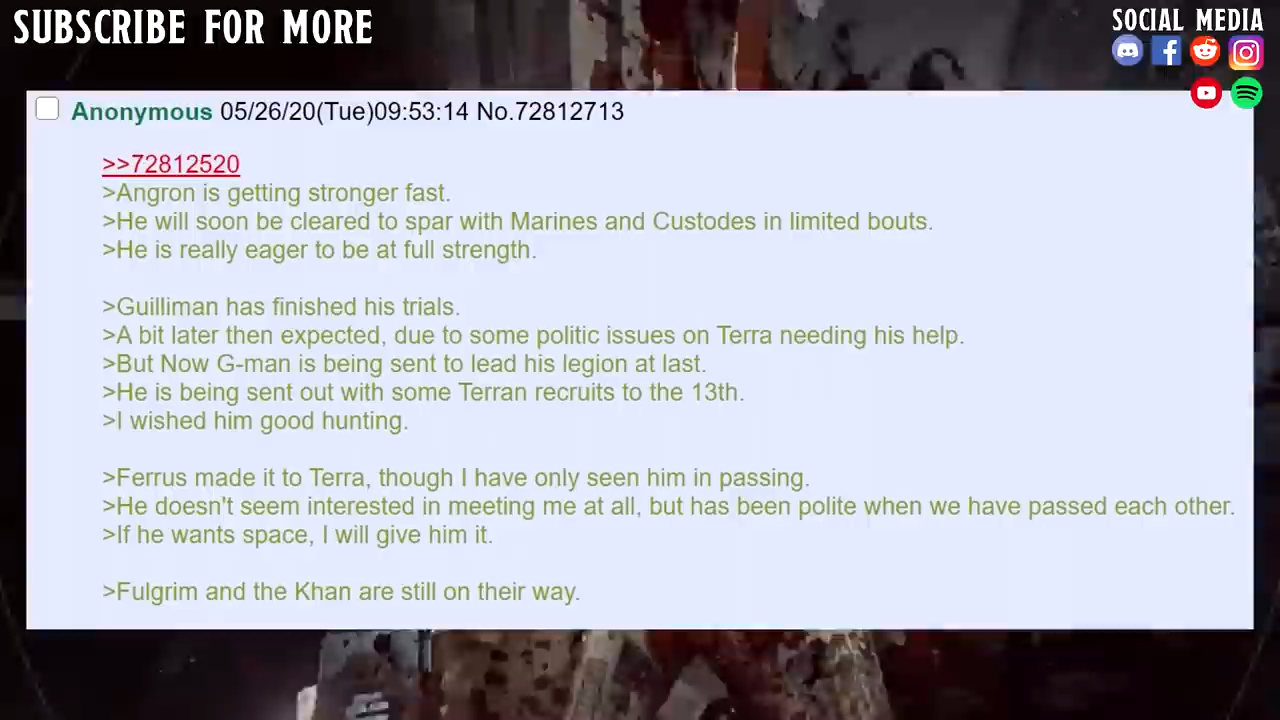 SUBSCRIBE FOR MORE
SOCIAL MEDIA
Anonymous 05/26/20(Tue)09:53:14 No.72812713
>>72812520
>Angron is getting stronger fast.
>He will soon be cleared to spar with Marines and Custodes in limited bouts.
>He is really eager to be at full strength.
>Guilliman has finished his trials.
>A bit later then expected, due to some politic issues on Terra needing his help.
>But Now G-man is being sent to lead his legion at last.
>He is being sent out with some Terran recruits to the 13th.
>I wished him good hunting.
>Ferrus made it to Terra, though I have only seen him in passing.
>He doesn't seem interested in meeting me at all, but has been polite when we have passed each other.
>If he wants space, I will give him it.
>Fulgrim and the Khan are still on their way.